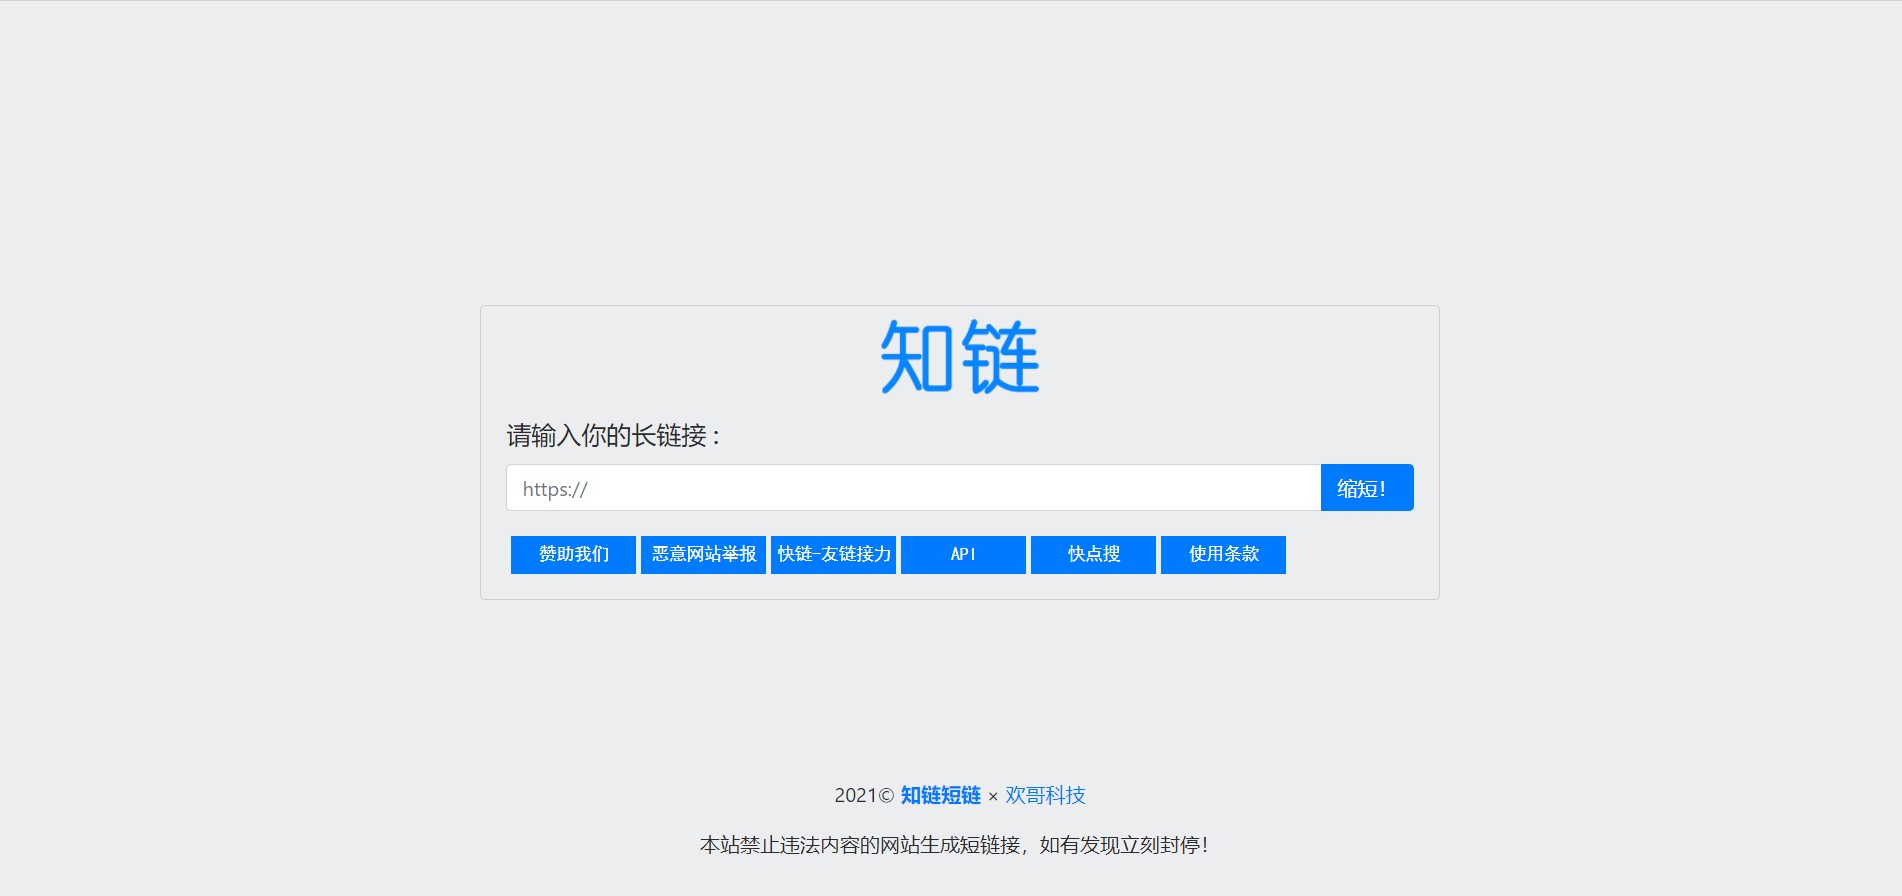 知链
请输入你的长链接：
https://
缩短！
赞助我们 恶意网站举报 快链-友链接力 API 快点搜 使用条款
2021© 知链短链 × 欢哥科技
本站禁止违法内容的网站生成短链接，如有发现立刻封停！